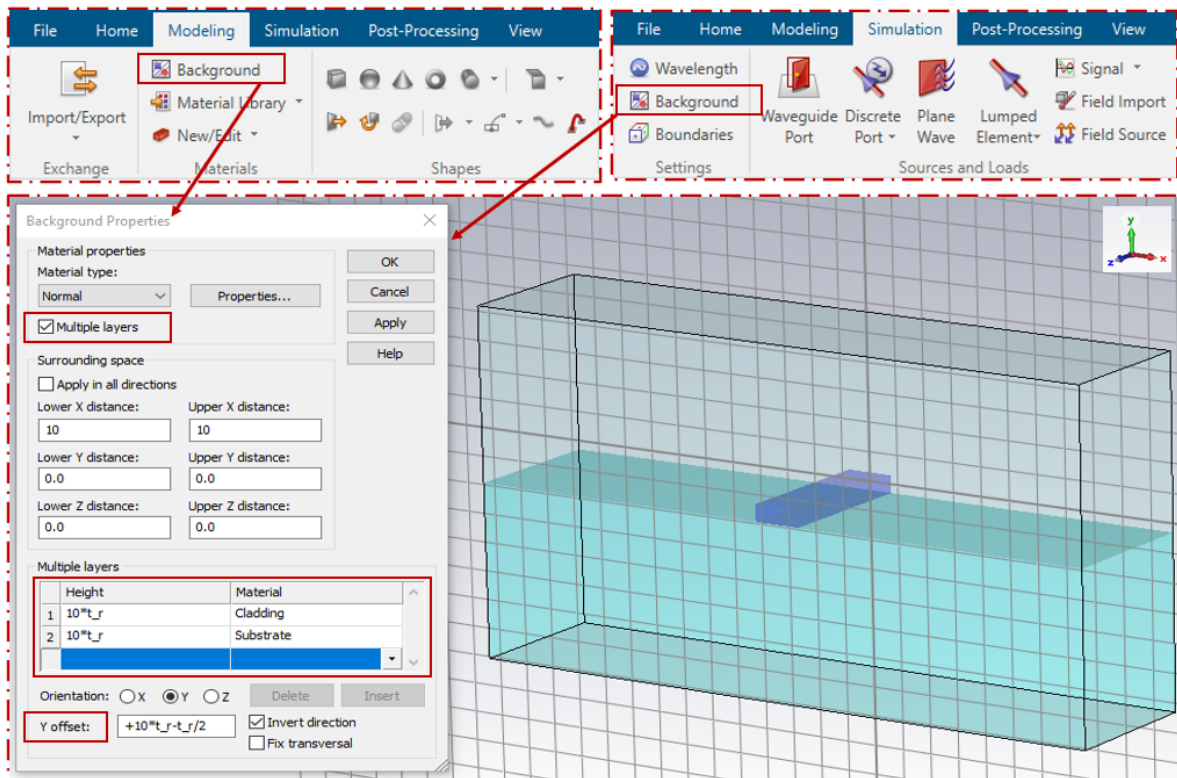 File Home Modeling Simulation Post-Processing View
Import/Export
Exchange
Background
Material Library
New/Edit
Materials
Shapes
File Home Modeling Simulation Post-Processing View
Wavelength
Background
Boundaries
Settings
Waveguide
Port
Discrete
Port
Plane
Wave
Lumped
Element
Signal
Field Import
Field Source
Sources and Loads
Background Properties
Material properties
Material type:
Normal
Properties...
Multiple layers
OK
Cancel
Apply
Help
Surrounding space
Apply in all directions
Lower X distance: Upper X distance:
10 10
Lower Y distance: Upper Y distance:
0.0 0.0
Lower Z distance: Upper Z distance:
0.0 0.0
Multiple layers
Height Material
1 10*t_r Cladding
2 10*t_r Substrate
Orientation: X Y Z Delete Insert
Y offset: +10*t_r-t_r/2 Invert direction
Fix transversal
y
z x